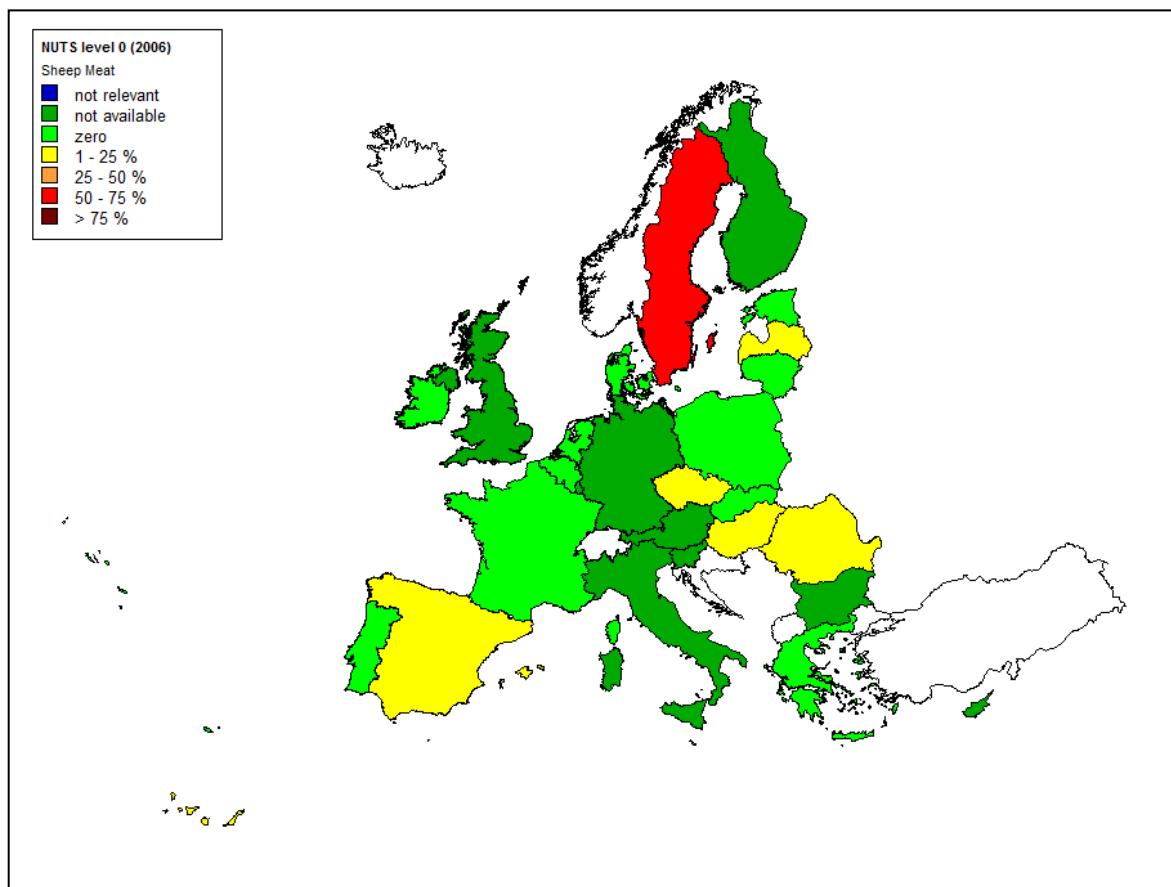 NUTS level 0 (2006)
Sheep Meat
not relevant
not available
zero
1 - 25 %
25 - 50 %
50 - 75 %
> 75 %